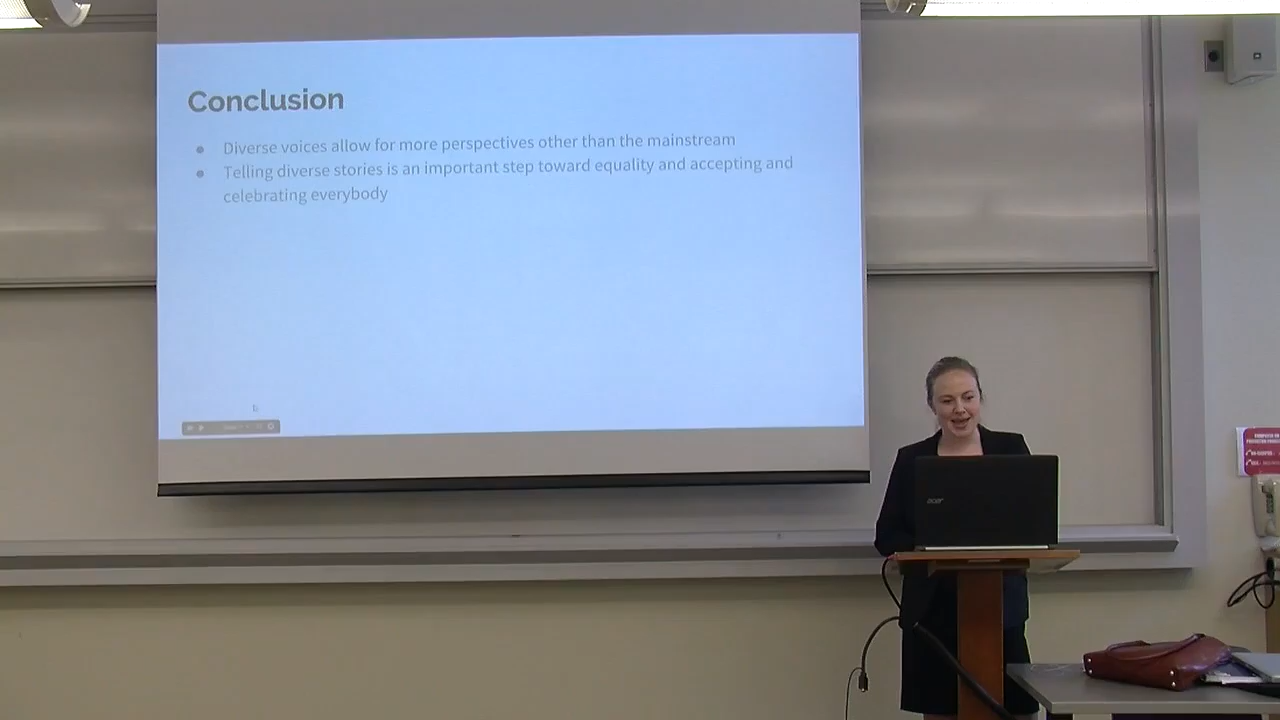 Conclusion
● Diverse voices allow for more perspectives other than the mainstream
● Telling diverse stories is an important step toward equality and accepting and
celebrating everybody
acer